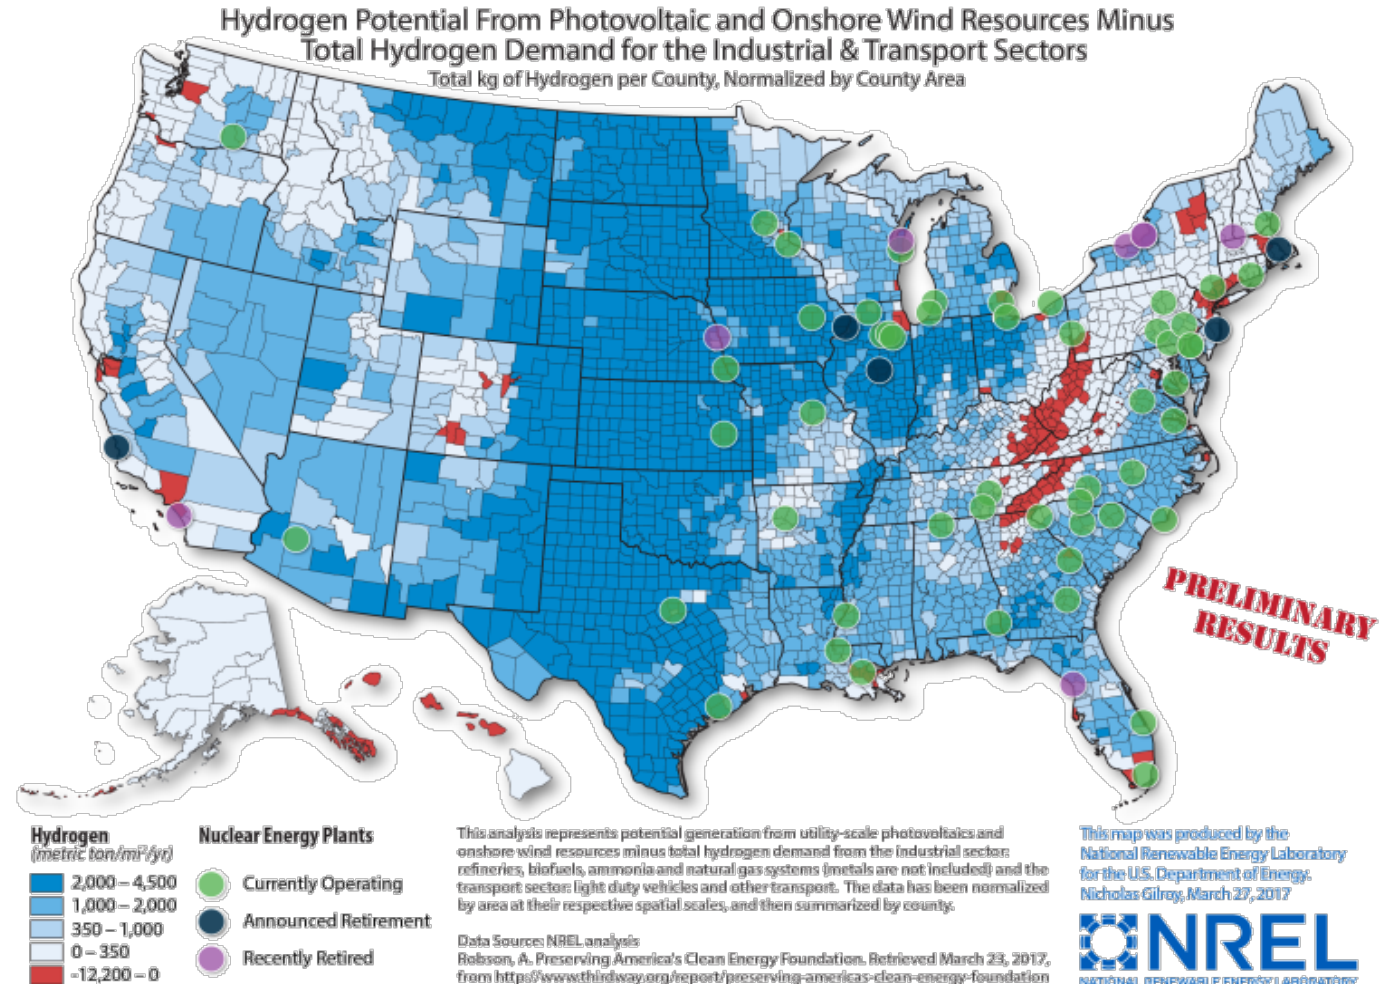 Hydrogen Potential From Photovoltaic and Onshore Wind Resources Minus
Total Hydrogen Demand for the Industrial & Transport Sectors
Total kg of Hydrogen per County, Normalized by County Area
PRELIMINARY
RESULTS
Hydrogen
(metric ton/mi²/yr)
2,000 – 4,500
1,000 – 2,000
350 – 1,000
0 – 350
-12,200 – 0
Nuclear Energy Plants
Currently Operating
Announced Retirement
Recently Retired
This analysis represents potential generation from utility-scale photovoltaics and
onshore wind resources minus total hydrogen demand from the industrial sector:
refineries, biofuels, ammonia and natural gas systems (metals are not included) and the
transport sector: light duty vehicles and other transport. The data has been normalized
by area at their respective spatial scales, and then summarized by county.
Data Source: NREL analysis
Robson, A. Preserving America's Clean Energy Foundation. Retrieved March 23, 2017,
from http://www.thirdway.org/report/preserving-americas-clean-energy-foundation
This map was produced by the
National Renewable Energy Laboratory
for the U.S. Department of Energy.
Nicholas Gilroy, March 27, 2017
NREL
NATIONAL RENEWABLE ENERGY LABORATORY